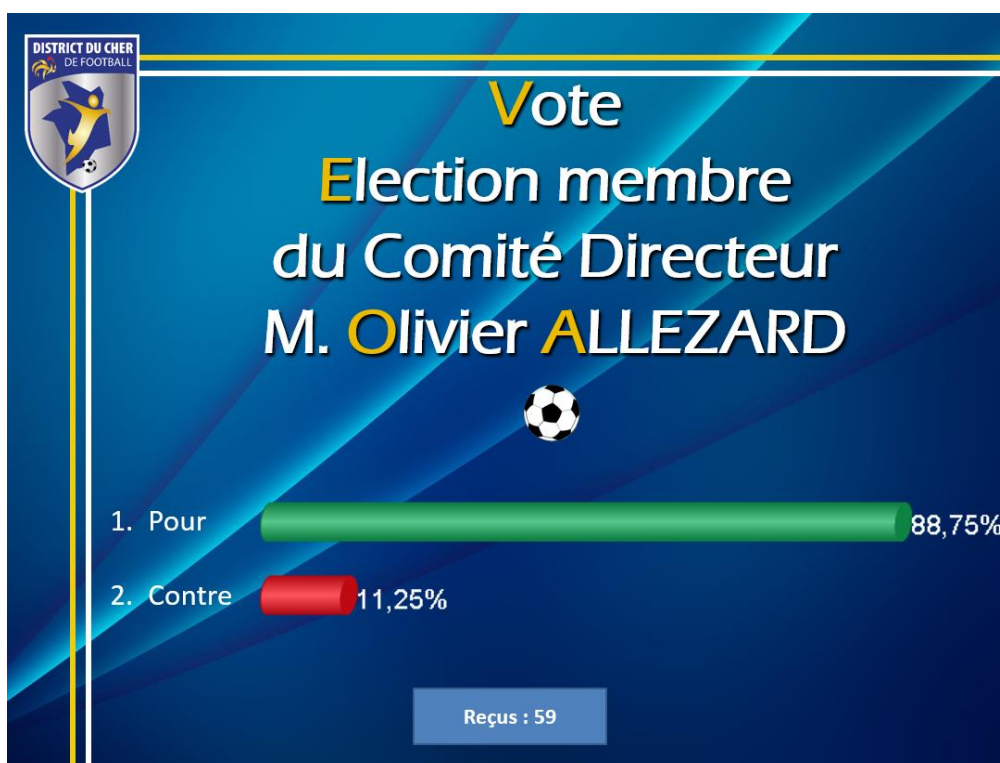 DISTRICT DU CHER
DE FOOTBALL
Vote
Election membre
du Comité Directeur
M. Olivier ALLEZARD
1. Pour
88,75%
2. Contre
11,25%
Reçus : 59